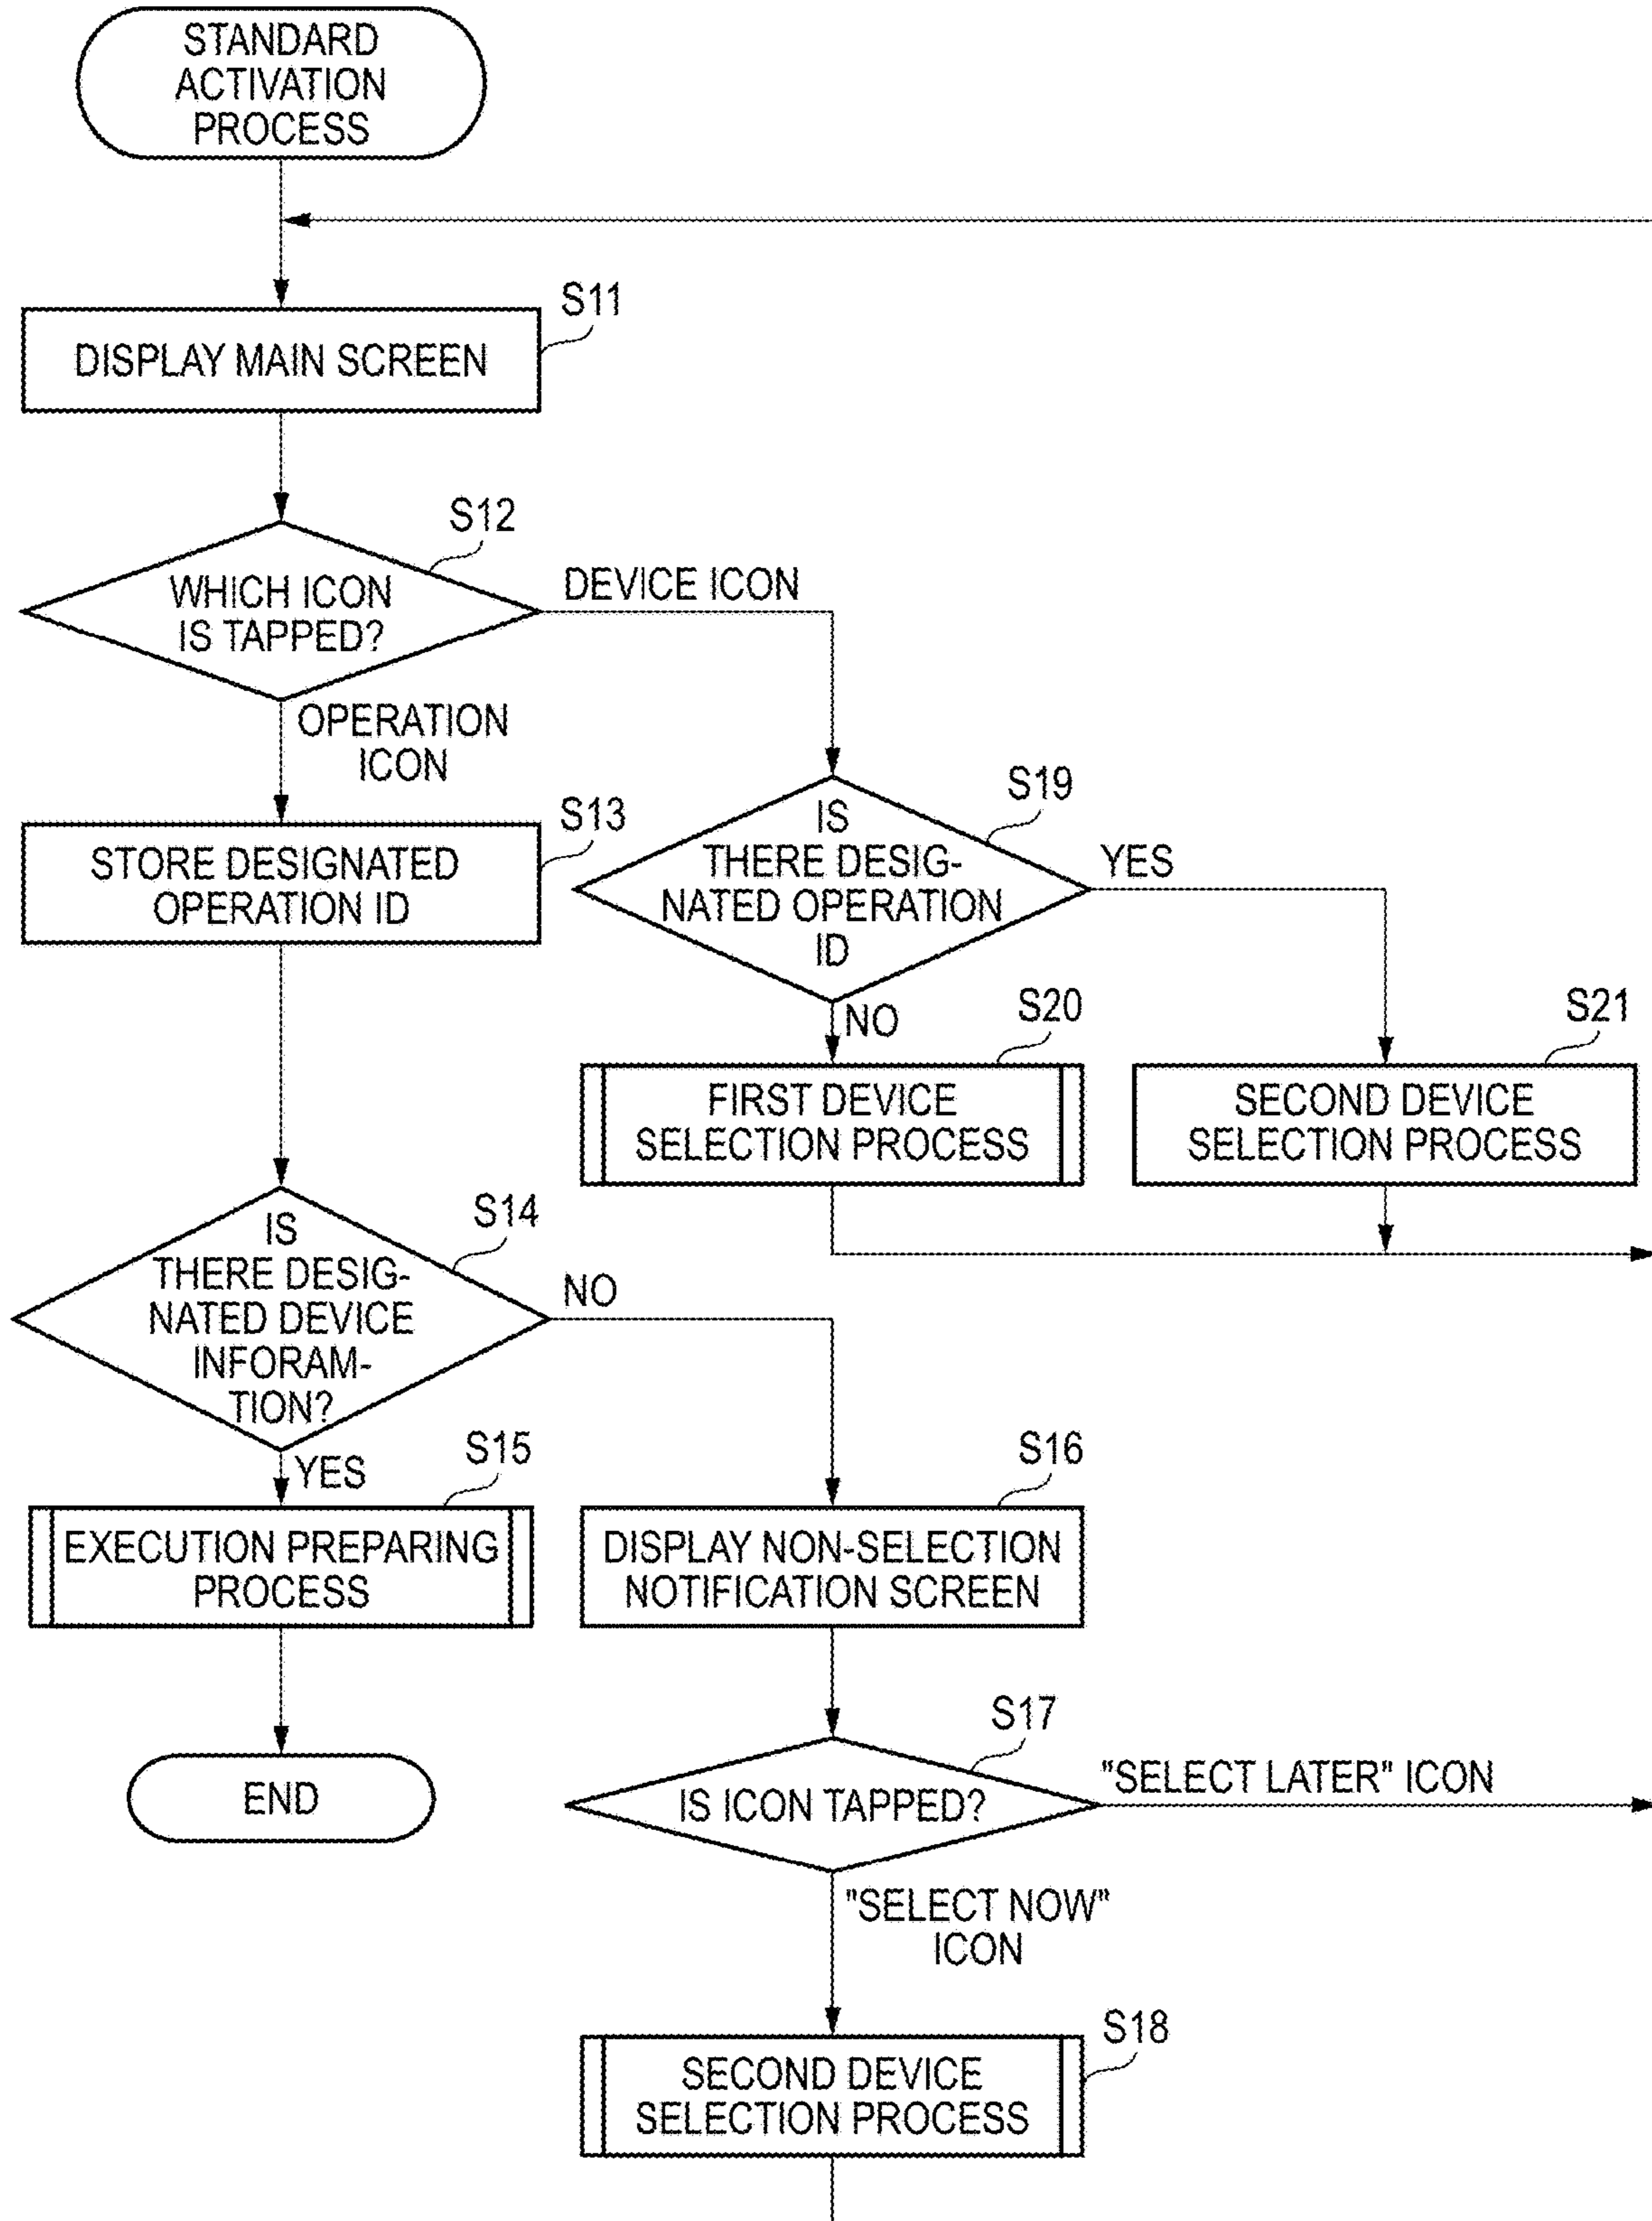 STANDARD
ACTIVATION
PROCESS
S11
DISPLAY MAIN SCREEN
S12
WHICH ICON
IS TAPPED?
DEVICE ICON
OPERATION
ICON
S13
STORE DESIGNATED
OPERATION ID
S19
IS
THERE DESIG-
NATED OPERATION
ID
YES
NO
S20
FIRST DEVICE
SELECTION PROCESS
S21
SECOND DEVICE
SELECTION PROCESS
S14
IS
THERE DESIG-
NATED DEVICE
INFORAM-
TION?
NO
YES
S15
EXECUTION PREPARING
PROCESS
END
S16
DISPLAY NON-SELECTION
NOTIFICATION SCREEN
S17
IS ICON TAPPED?
"SELECT LATER" ICON
"SELECT NOW"
ICON
S18
SECOND DEVICE
SELECTION PROCESS